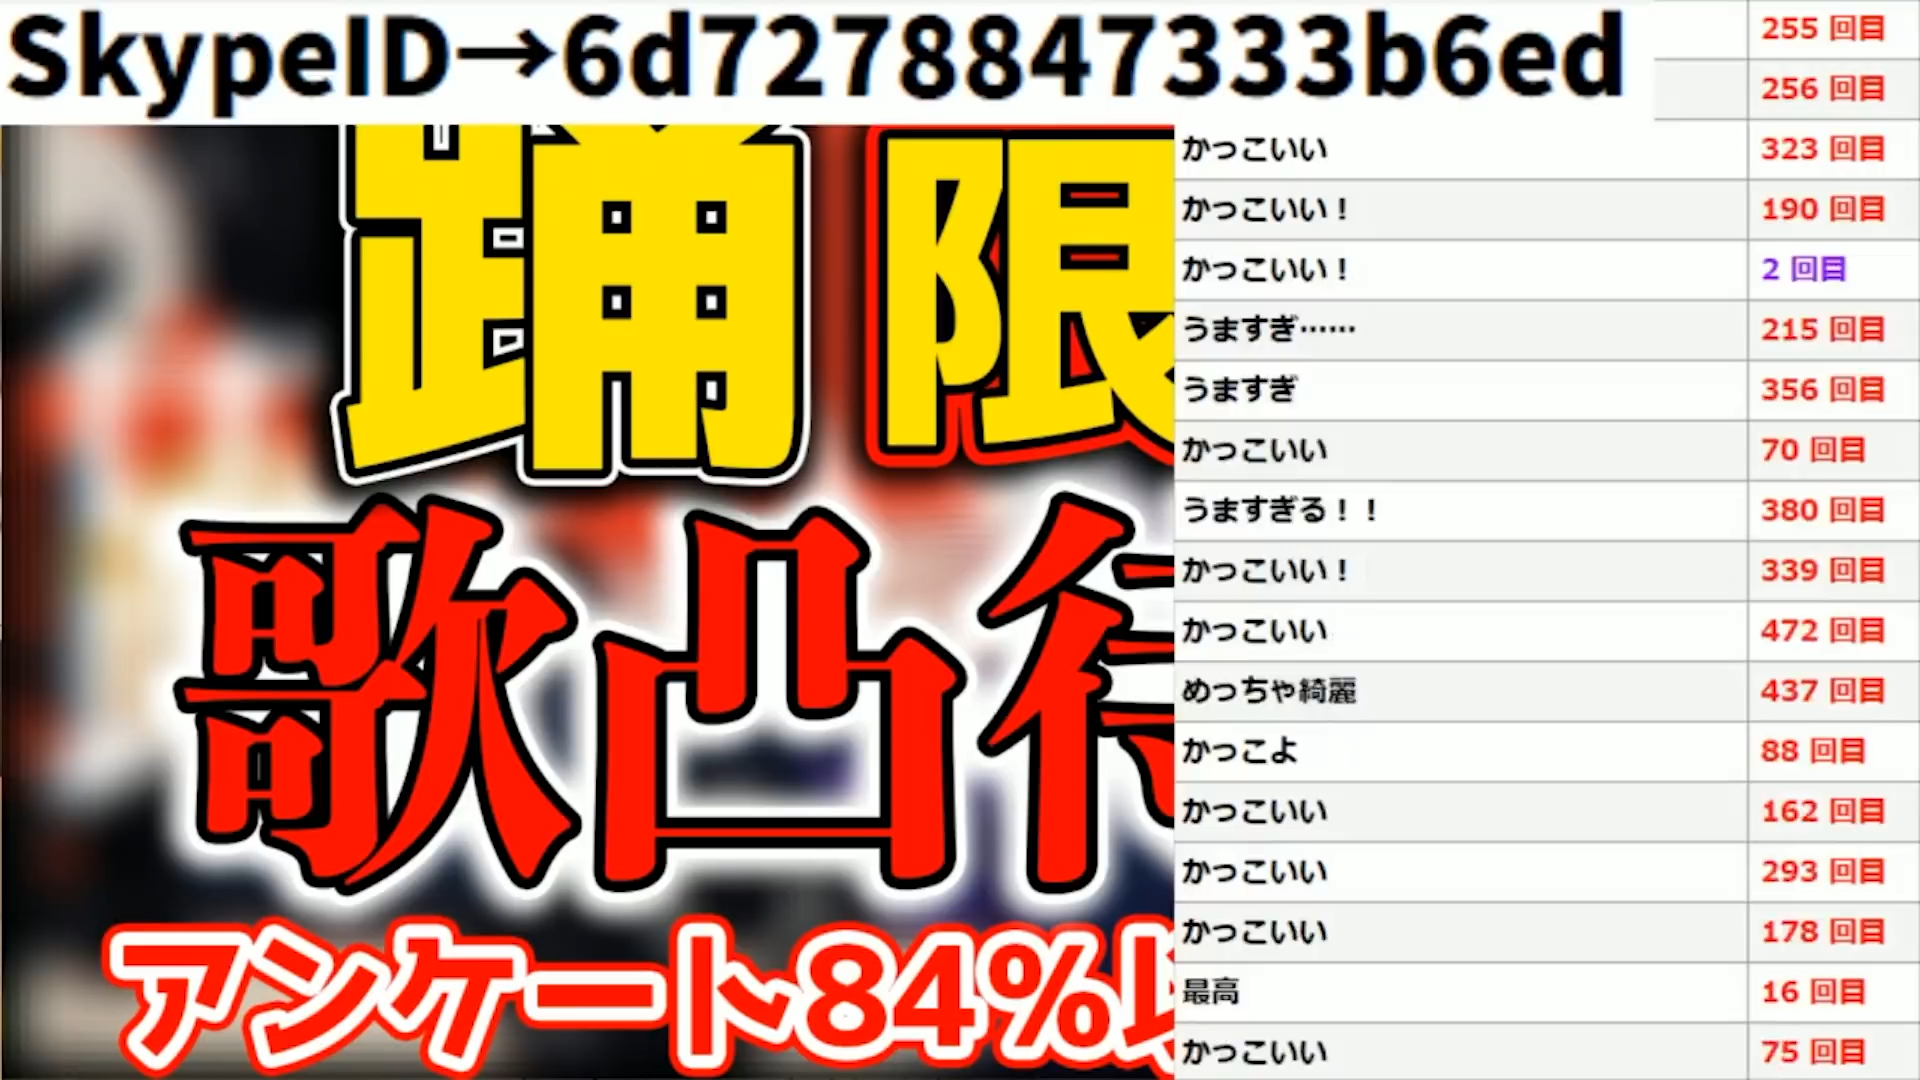 SkypeID→6d7278847333b6ed
踊 限
歌凸待
アンケート84%以
255 回目
256 回目
かっこいい 323 回目
かっこいい! 190 回目
かっこいい! 2 回目
うますぎ…… 215 回目
うますぎ 356 回目
かっこいい 70 回目
うますぎる!! 380 回目
かっこいい! 339 回目
かっこいい 472 回目
めっちゃ綺麗 437 回目
かっこよ 88 回目
かっこいい 162 回目
かっこいい 293 回目
かっこいい 178 回目
最高 16 回目
かっこいい 75 回目